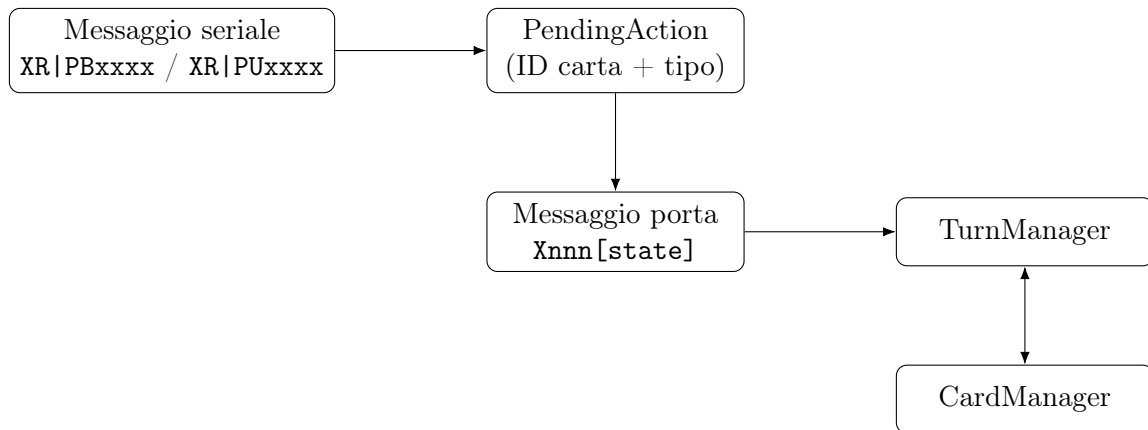 Messaggio seriale
XR|PBxxxx / XR|PUxxxx
PendingAction
(ID carta + tipo)
Messaggio porta
Xnnn[state]
TurnManager
CardManager